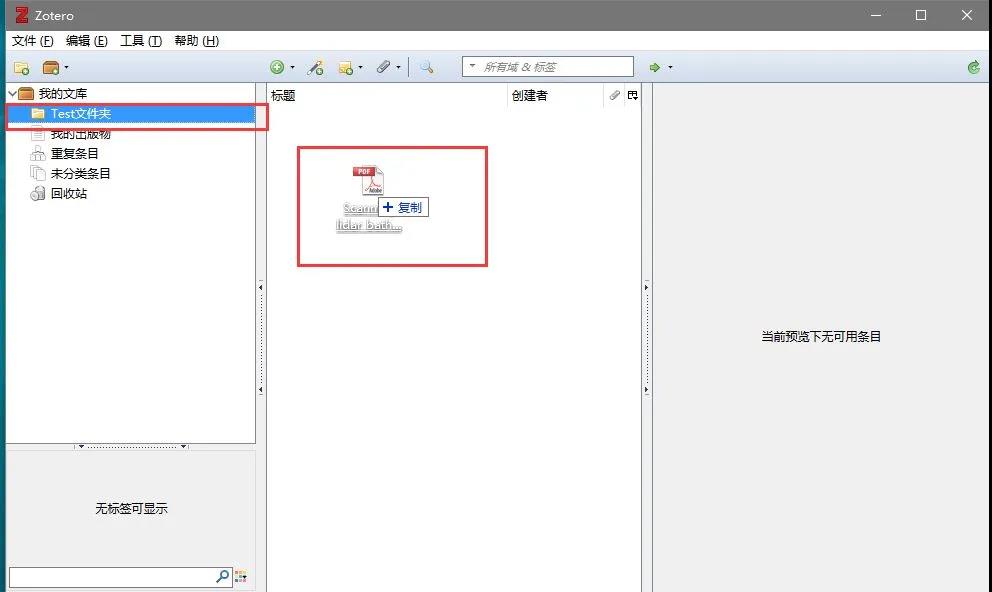 Zotero
文件 (F) 编辑 (E) 工具 (T) 帮助 (H)
所有域 & 标签
我的文库
标题
创建者
Test文件夹
我的出版物
重复条目
未分类条目
回收站
PDF
Adobe
复制
lidar bath...
当前预览下无可用条目
无标签可显示